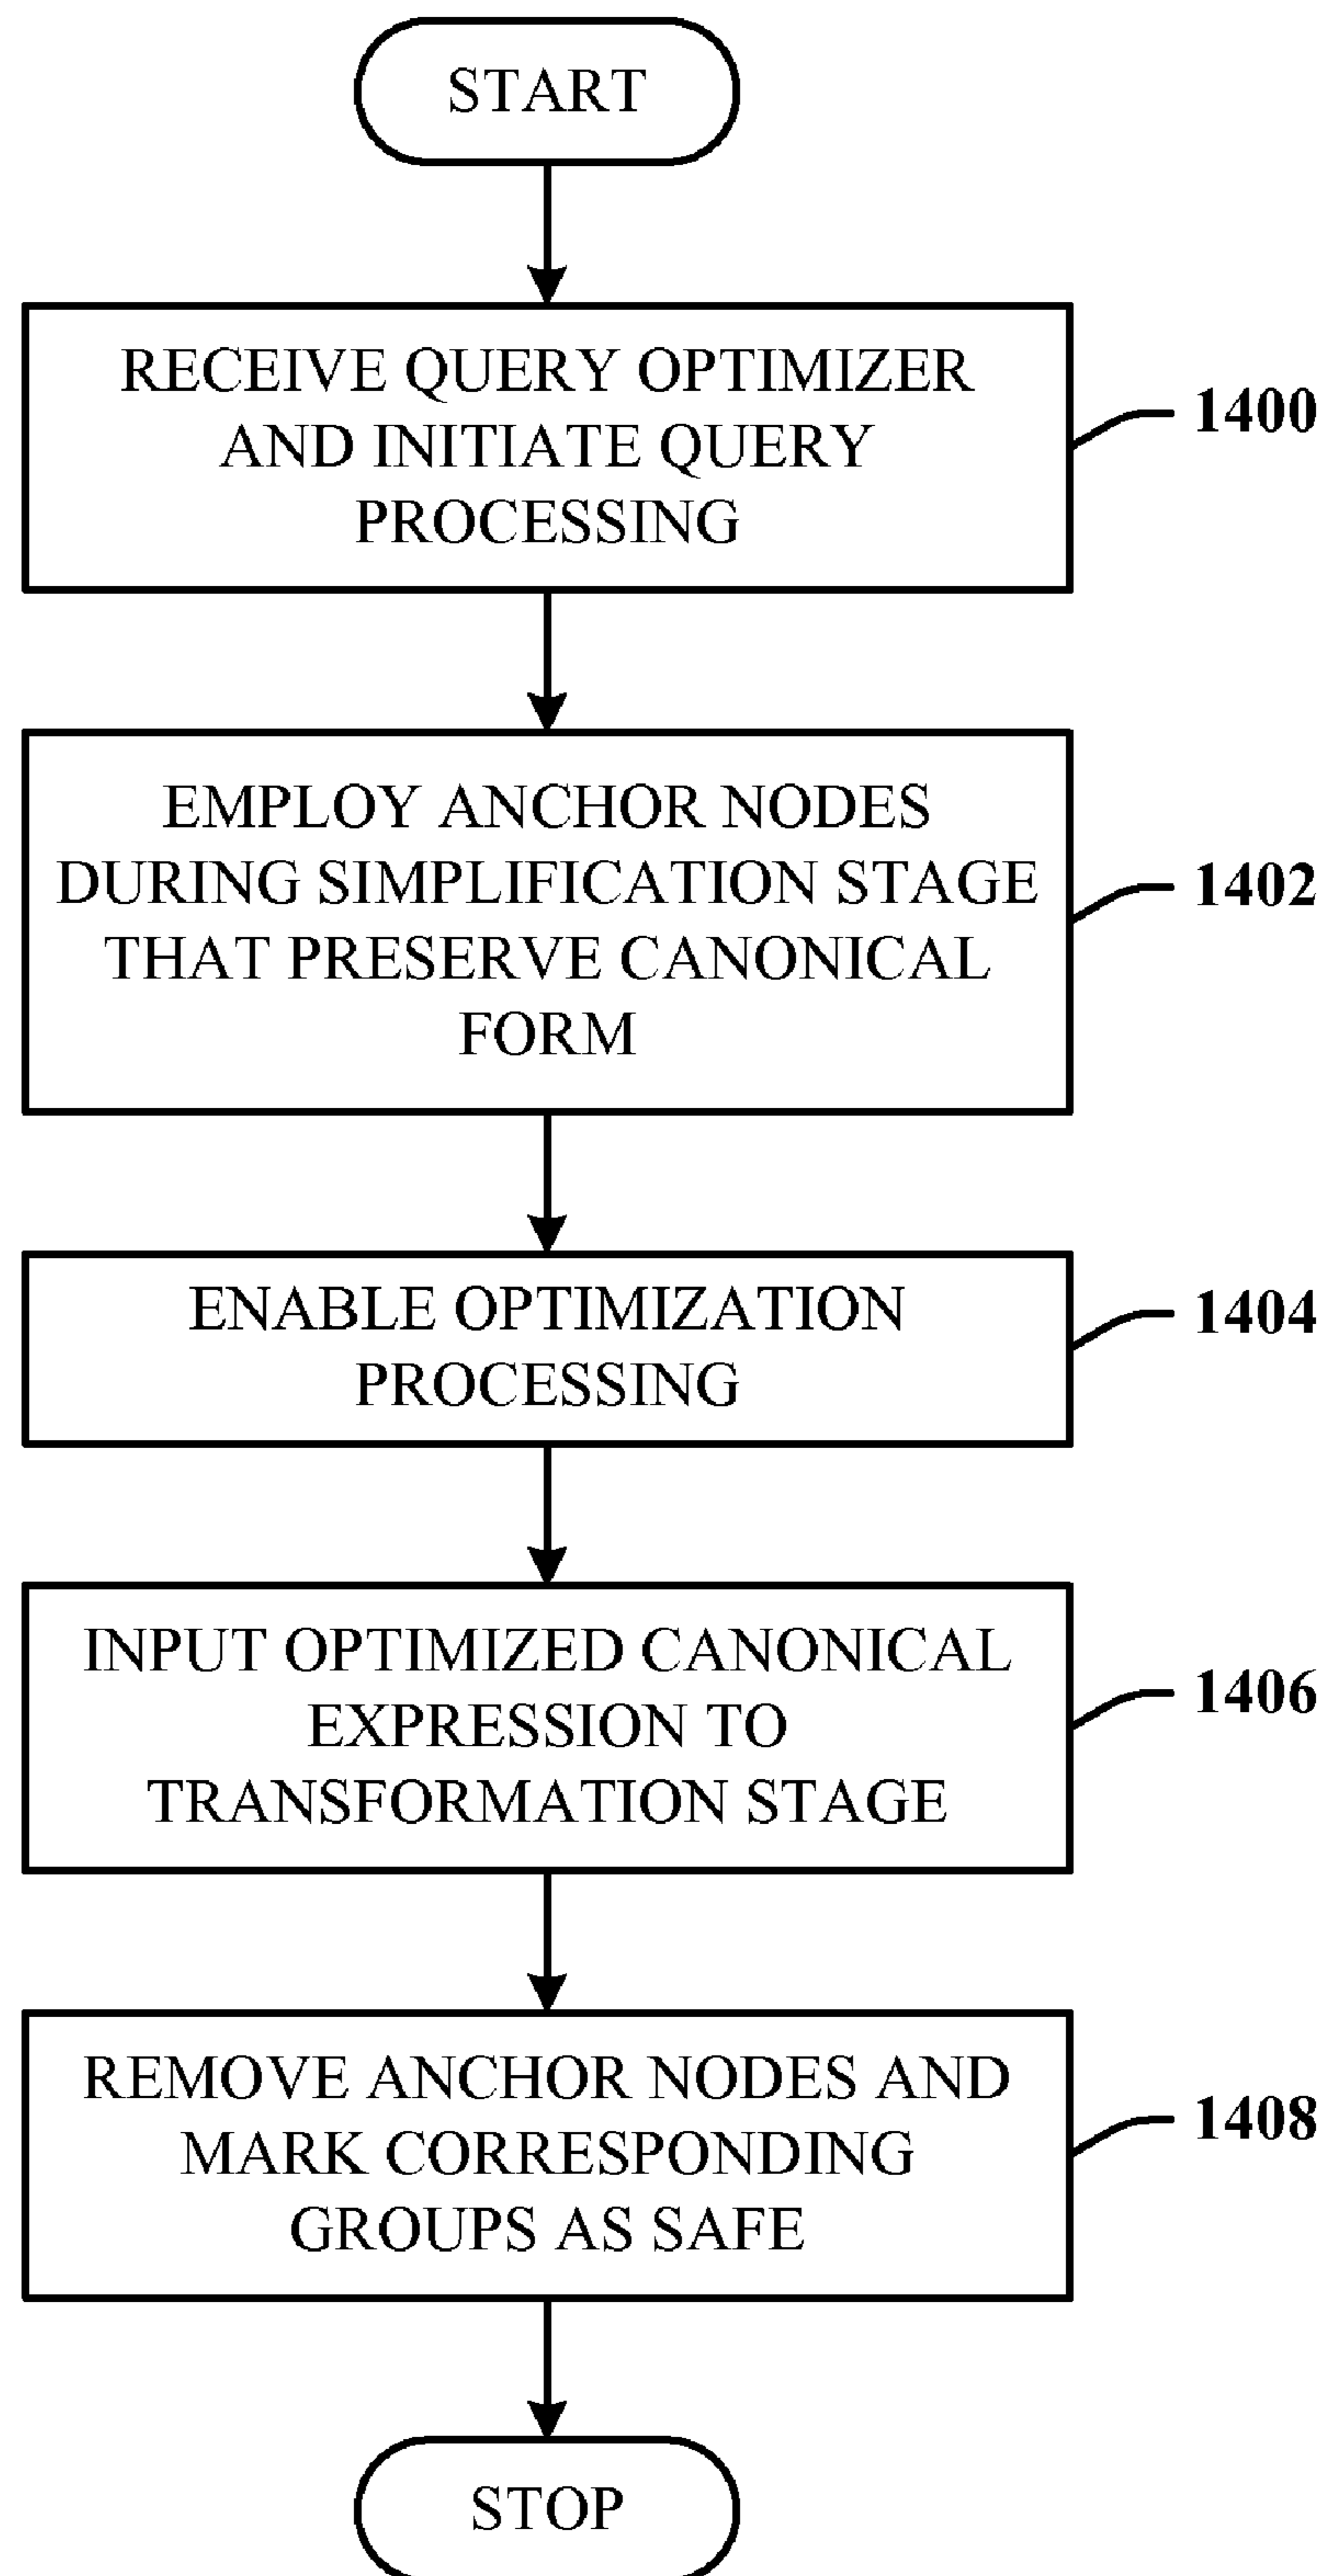 START
RECEIVE QUERY OPTIMIZER
AND INITIATE QUERY
PROCESSING
1400
EMPLOY ANCHOR NODES
DURING SIMPLIFICATION STAGE
THAT PRESERVE CANONICAL
FORM
1402
ENABLE OPTIMIZATION
PROCESSING
1404
INPUT OPTIMIZED CANONICAL
EXPRESSION TO
TRANSFORMATION STAGE
1406
REMOVE ANCHOR NODES AND
MARK CORRESPONDING
GROUPS AS SAFE
1408
STOP